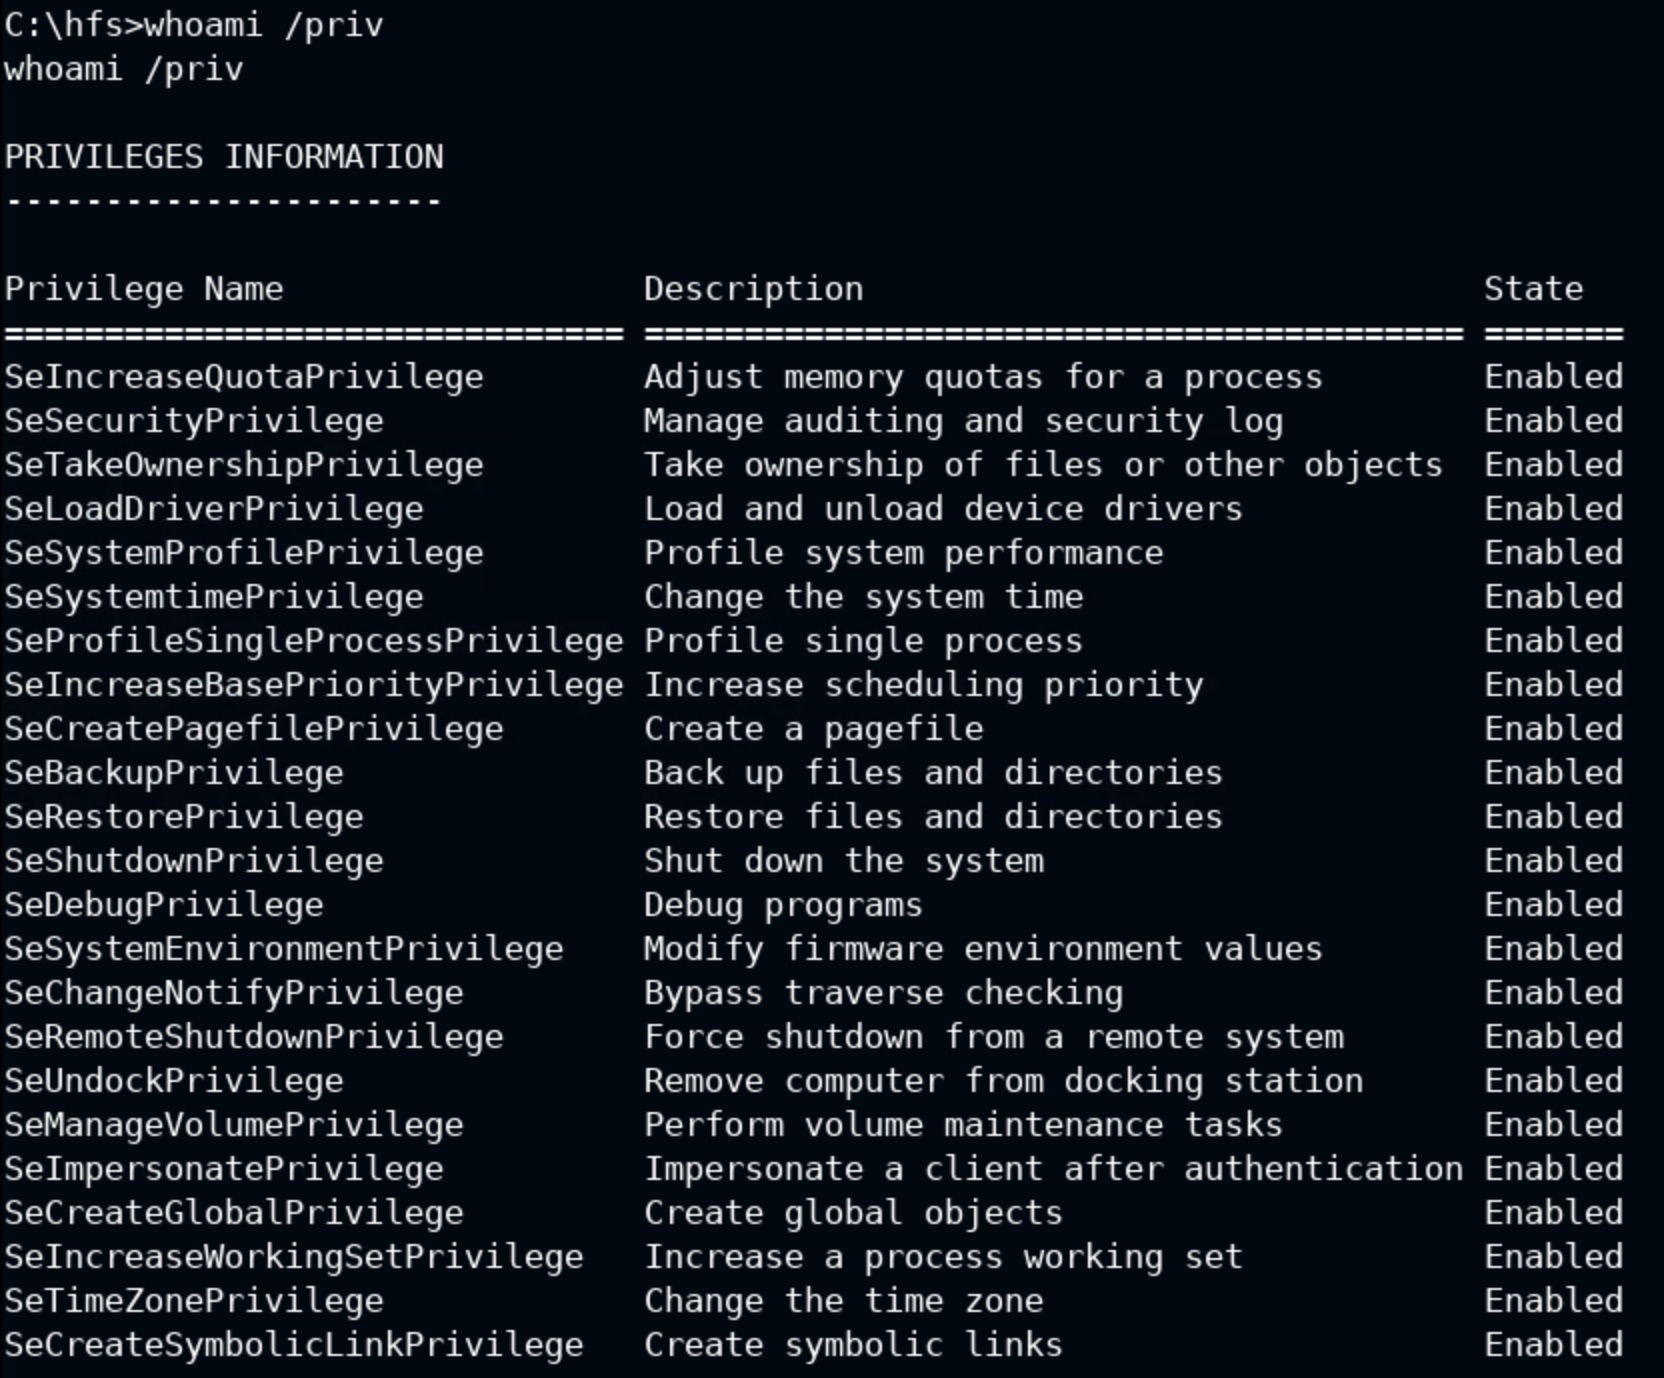 C:\hfs>whoami /priv
whoami /priv
PRIVILEGES INFORMATION
----------------------
Privilege Name                  Description                               State
=============================== ========================================= =======
SeIncreaseQuotaPrivilege        Adjust memory quotas for a process        Enabled
SeSecurityPrivilege             Manage auditing and security log          Enabled
SeTakeOwnershipPrivilege        Take ownership of files or other objects  Enabled
SeLoadDriverPrivilege           Load and unload device drivers            Enabled
SeSystemProfilePrivilege        Profile system performance                Enabled
SeSystemtimePrivilege           Change the system time                    Enabled
SeProfileSingleProcessPrivilege Profile single process                    Enabled
SeIncreaseBasePriorityPrivilege Increase scheduling priority              Enabled
SeCreatePagefilePrivilege       Create a pagefile                         Enabled
SeBackupPrivilege               Back up files and directories             Enabled
SeRestorePrivilege              Restore files and directories             Enabled
SeShutdownPrivilege             Shut down the system                      Enabled
SeDebugPrivilege                Debug programs                            Enabled
SeSystemEnvironmentPrivilege    Modify firmware environment values        Enabled
SeChangeNotifyPrivilege         Bypass traverse checking                  Enabled
SeRemoteShutdownPrivilege       Force shutdown from a remote system       Enabled
SeUndockPrivilege               Remove computer from docking station      Enabled
SeManageVolumePrivilege         Perform volume maintenance tasks          Enabled
SeImpersonatePrivilege          Impersonate a client after authentication Enabled
SeCreateGlobalPrivilege         Create global objects                     Enabled
SeIncreaseWorkingSetPrivilege   Increase a process working set            Enabled
SeTimeZonePrivilege             Change the time zone                      Enabled
SeCreateSymbolicLinkPrivilege   Create symbolic links                     Enabled